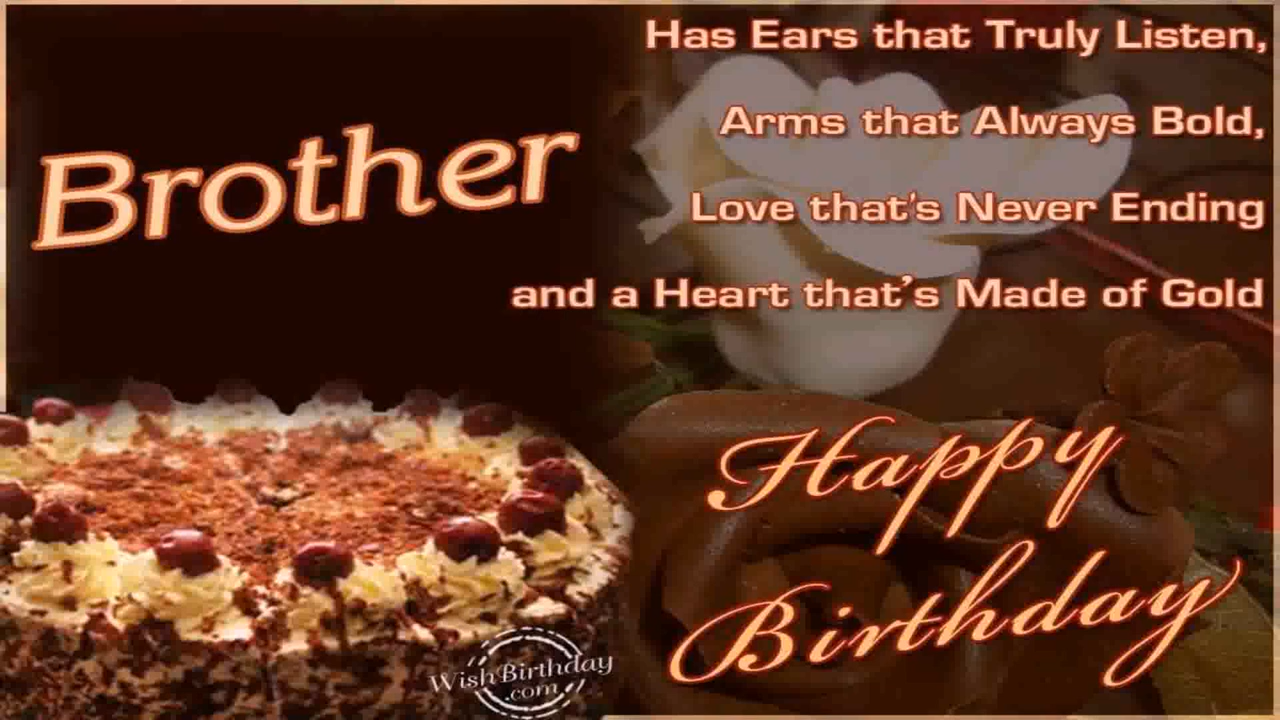 Brother
Has Ears that Truly Listen,
Arms that Always Bold,
Love that's Never Ending
and a Heart that's Made of Gold
Happy
Birthday
WishBirthday
.com